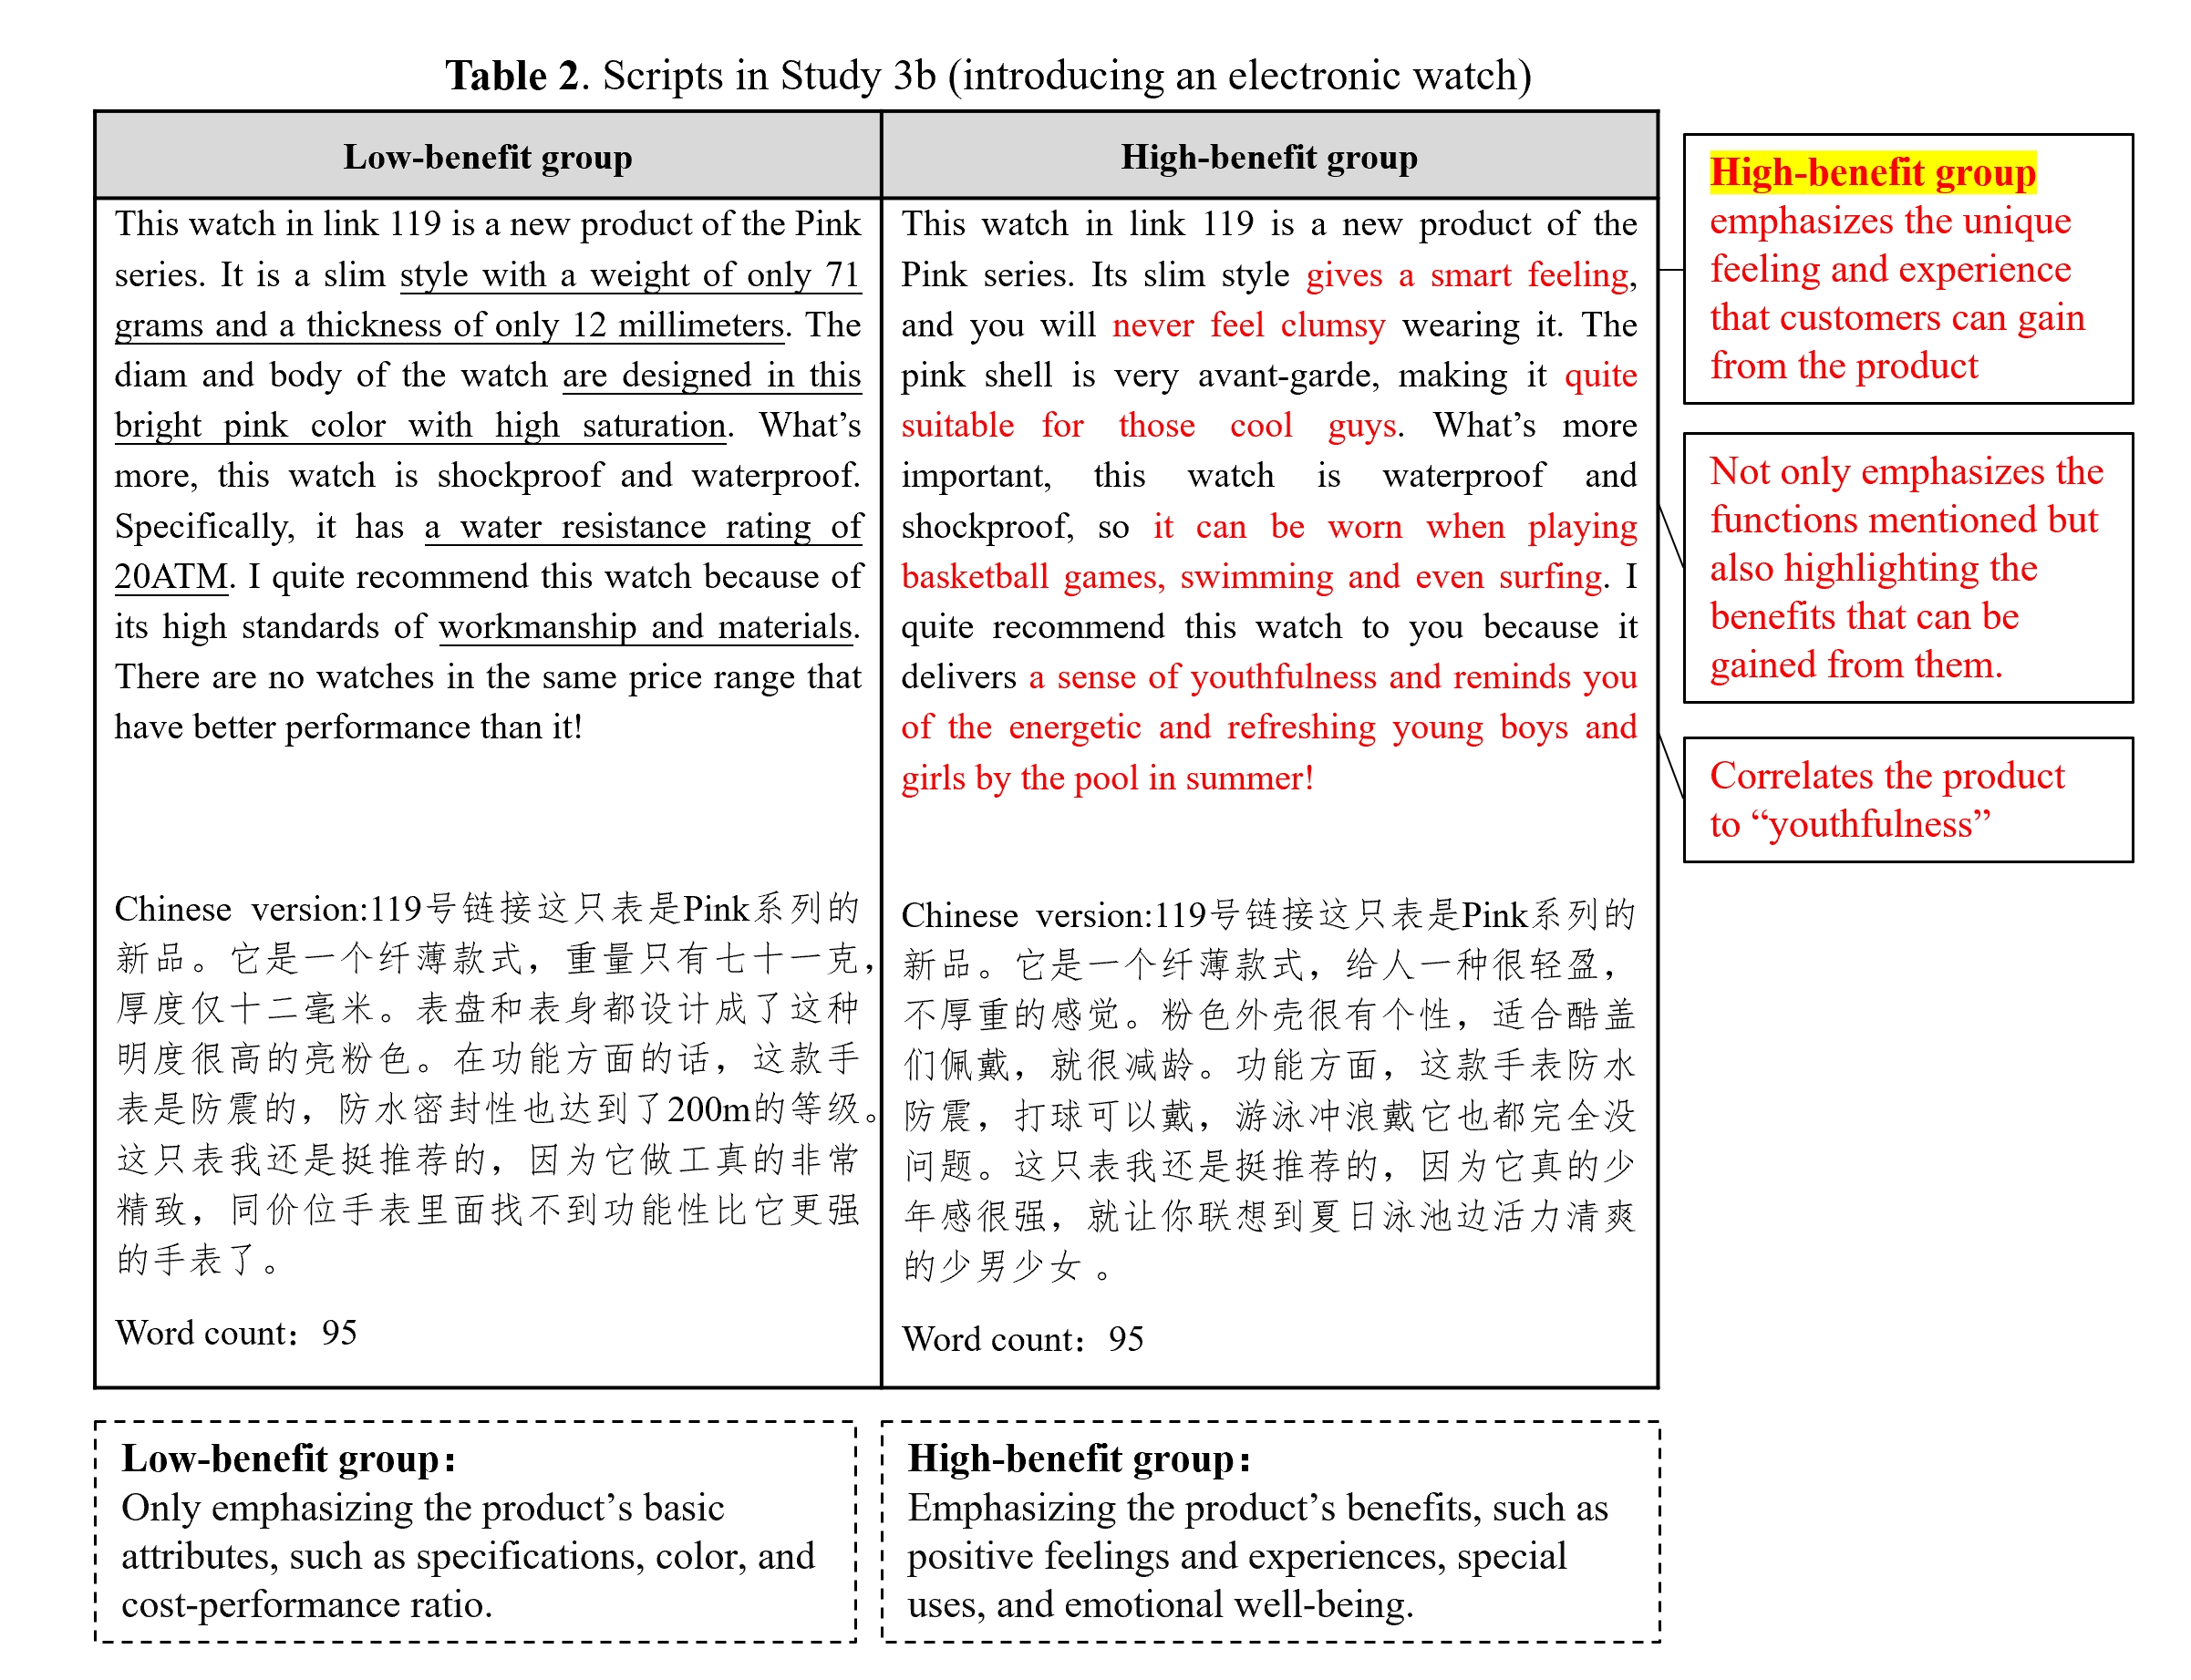 Table 2. Scripts in Study 3b (introducing an electronic watch)
Low-benefit group
This watch in link 119 is a new product of the Pink
series. It is a slim style with a weight of only 71
grams and a thickness of only 12 millimeters. The
diam and body of the watch are designed in this
bright pink color with high saturation. What’s
more, this watch is shockproof and waterproof.
Specifically, it has a water resistance rating of
20ATM. I quite recommend this watch because of
its high standards of workmanship and materials.
There are no watches in the same price range that
have better performance than it!
Chinese version:119号链接这只表是Pink系列的
新品。它是一个纤薄款式，重量只有七十一克，
厚度仅十二毫米。表盘和表身都设计成了这种
明度很高的亮粉色。在功能方面的话，这款手
表是防震的，防水密封性也达到了200m的等级。
这只表我还是挺推荐的，因为它做工真的非常
精致，同价位手表里面找不到功能性比它更强
的手表了。
Word count：95
High-benefit group
This watch in link 119 is a new product of the
Pink series. Its slim style gives a smart feeling,
and you will never feel clumsy wearing it. The
pink shell is very avant-garde, making it quite
suitable for those cool guys. What’s more
important, this watch is waterproof and
shockproof, so it can be worn when playing
basketball games, swimming and even surfing. I
quite recommend this watch to you because it
delivers a sense of youthfulness and reminds you
of the energetic and refreshing young boys and
girls by the pool in summer!
Chinese version:119号链接这只表是Pink系列的
新品。它是一个纤薄款式，给人一种很轻盈，
不厚重的感觉。粉色外壳很有个性，适合酷盖
们佩戴，就很减龄。功能方面，这款手表防水
防震，打球可以戴，游泳冲浪戴它也都完全没
问题。这只表我还是挺推荐的，因为它真的少
年感很强，就让你联想到夏日泳池边活力清爽
的少男少女 。
Word count：95
High-benefit group
emphasizes the unique
feeling and experience
that customers can gain
from the product
Not only emphasizes the
functions mentioned but
also highlighting the
benefits that can be
gained from them.
Correlates the product
to “youthfulness”
Low-benefit group：
Only emphasizing the product’s basic
attributes, such as specifications, color, and
cost-performance ratio.
High-benefit group：
Emphasizing the product’s benefits, such as
positive feelings and experiences, special
uses, and emotional well-being.